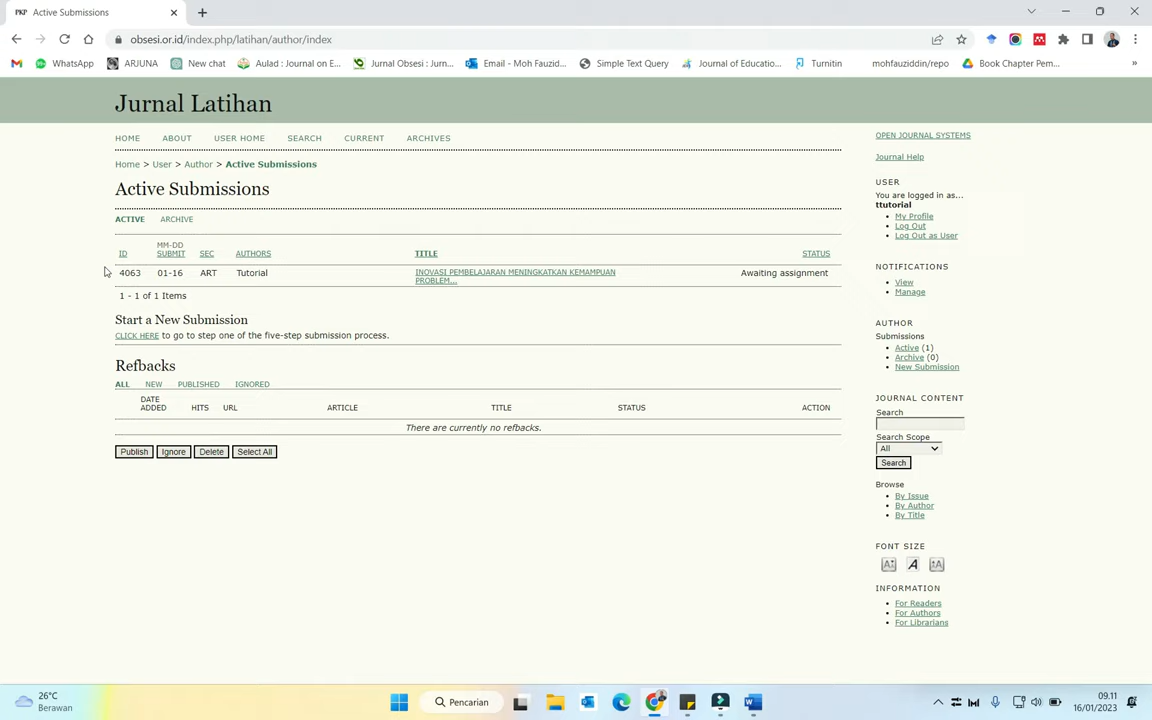 PKP Active Submissions
obsesi.or.id/index.php/latihan/author/index
WhatsApp ARJUNA New chat Aulad : Journal on E... Jurnal Obsesi : Jurn... Email - Moh Fauzid... Simple Text Query Journal of Educatio... Turnitin mohfauziddin/repo Book Chapter Pem... »
Jurnal Latihan
HOME ABOUT USER HOME SEARCH CURRENT ARCHIVES
Home > User > Author > Active Submissions
Active Submissions
ACTIVE ARCHIVE
MM-DD
ID SUBMIT SEC AUTHORS TITLE STATUS
4063 01-16 ART Tutorial INOVASI PEMBELAJARAN MENINGKATKAN KEMAMPUAN Awaiting assignment
PROBLEM...
1 - 1 of 1 Items
Start a New Submission
CLICK HERE to go to step one of the five-step submission process.
Refbacks
ALL NEW PUBLISHED IGNORED
DATE
ADDED HITS URL ARTICLE TITLE STATUS ACTION
There are currently no refbacks.
Publish Ignore Delete Select All
OPEN JOURNAL SYSTEMS
Journal Help
USER
You are logged in as...
ttutorial
My Profile
Log Out
Log Out as User
NOTIFICATIONS
View
Manage
AUTHOR
Submissions
Active (1)
Archive (0)
New Submission
JOURNAL CONTENT
Search
Search Scope
All
Search
Browse
By Issue
By Author
By Title
FONT SIZE
A A A
INFORMATION
For Readers
For Authors
For Librarians
26°C
Berawan
Pencarian
09.11
16/01/2023